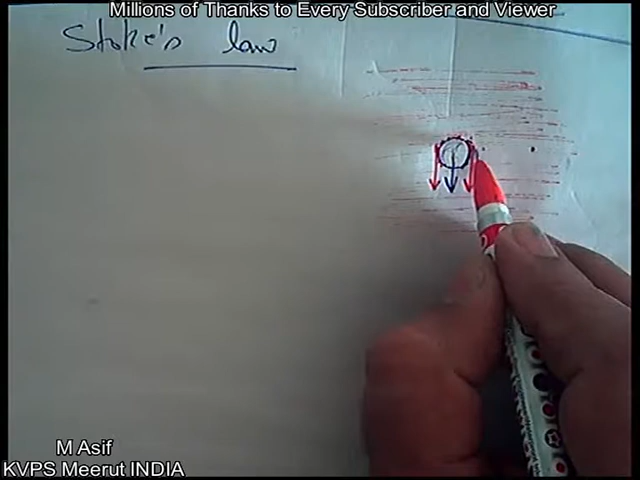 Millions of Thanks to Every Subscriber and Viewer
Stoke's law
M Asif
KVPS Meerut INDIA